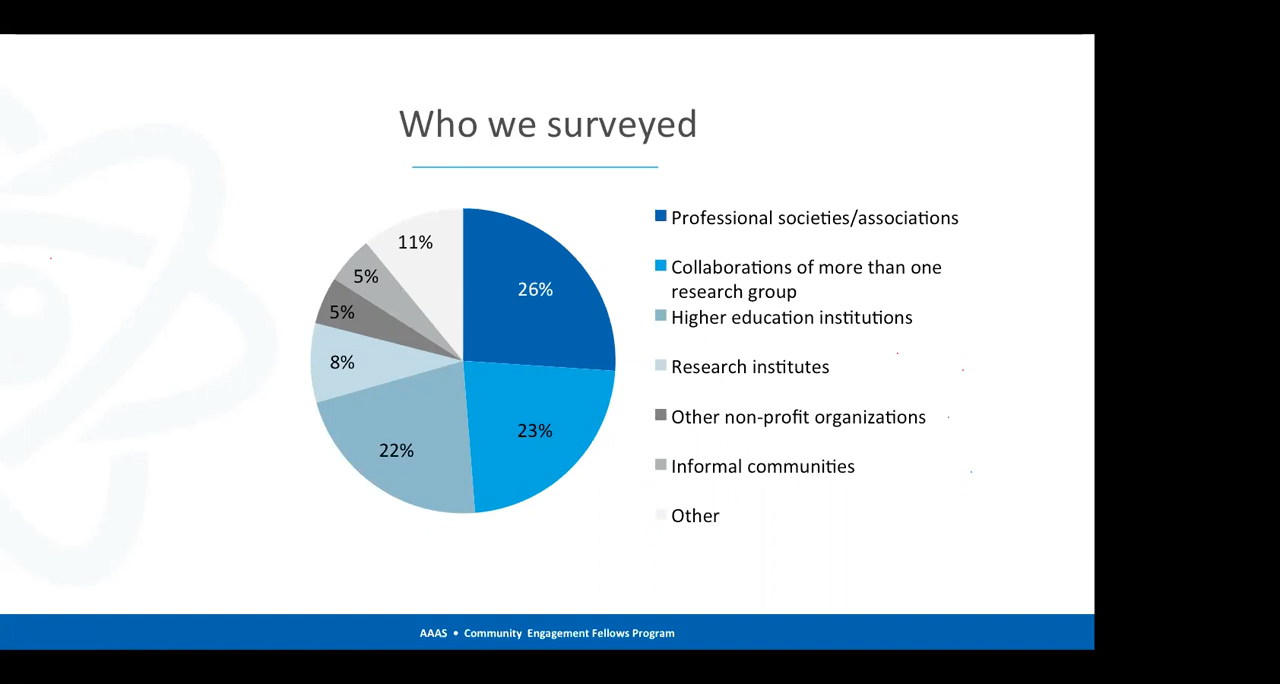 Who we surveyed
11%
26%
5%
5%
8%
23%
22%
Professional societies/associations
Collaborations of more than one
research group
Higher education institutions
Research institutes
Other non-profit organizations
Informal communities
Other
AAAS • Community Engagement Fellows Program